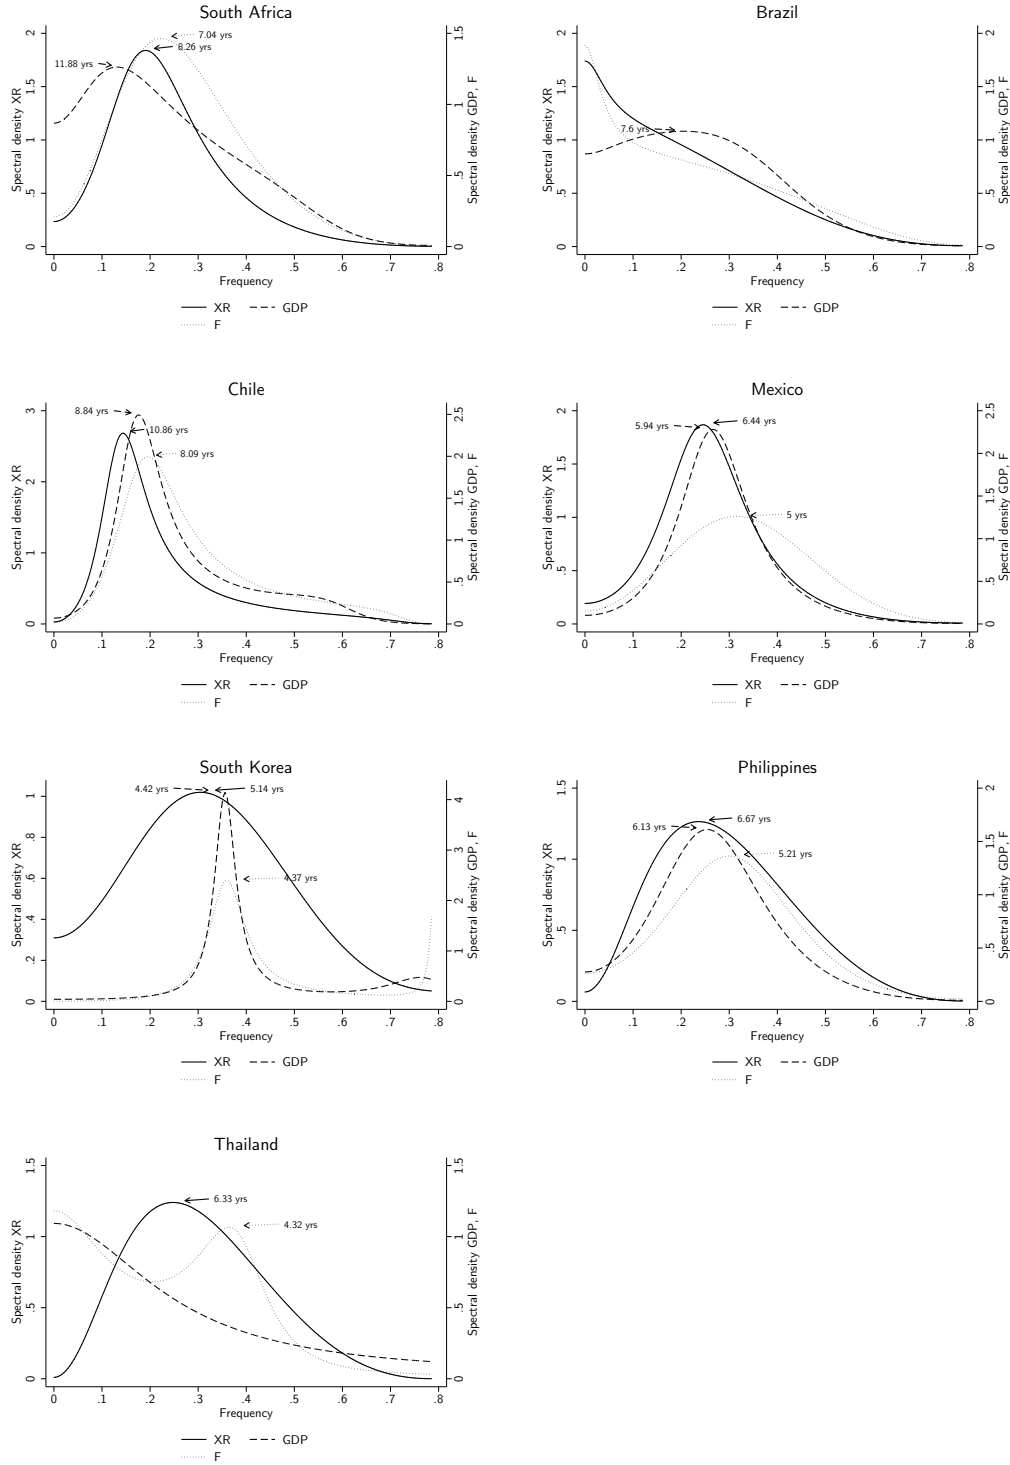 South Africa
Spectral density XR
0 .5 1 1.5 2
Spectral density GDP, F
0 .5 1 1.5
11.88 yrs
7.04 yrs
8.26 yrs
0 .1 .2 .3 .4 .5 .6 .7 .8
Frequency
XR GDP
F
Brazil
Spectral density XR
0 .5 1 1.5 2
Spectral density GDP, F
0 .5 1 1.5 2
7.6 yrs
0 .1 .2 .3 .4 .5 .6 .7 .8
Frequency
XR GDP
F
Chile
Spectral density XR
0 1 2 3
Spectral density GDP, F
0 .5 1 1.5 2 2.5
8.84 yrs
10.86 yrs
8.09 yrs
0 .1 .2 .3 .4 .5 .6 .7 .8
Frequency
XR GDP
F
Mexico
Spectral density XR
0 .5 1 1.5 2
Spectral density GDP, F
0 .5 1 1.5 2 2.5
5.94 yrs
6.44 yrs
5 yrs
0 .1 .2 .3 .4 .5 .6 .7 .8
Frequency
XR GDP
F
South Korea
Spectral density XR
0 .2 .4 .6 .8 1
Spectral density GDP, F
0 1 2 3 4
4.42 yrs
5.14 yrs
4.37 yrs
0 .1 .2 .3 .4 .5 .6 .7 .8
Frequency
XR GDP
F
Philippines
Spectral density XR
0 .5 1 1.5
Spectral density GDP, F
0 .5 1 1.5 2
6.13 yrs
6.67 yrs
5.21 yrs
0 .1 .2 .3 .4 .5 .6 .7 .8
Frequency
XR GDP
F
Thailand
Spectral density XR
0 .5 1 1.5
Spectral density GDP, F
0 .5 1 1.5
6.33 yrs
4.32 yrs
0 .1 .2 .3 .4 .5 .6 .7 .8
Frequency
XR GDP
F